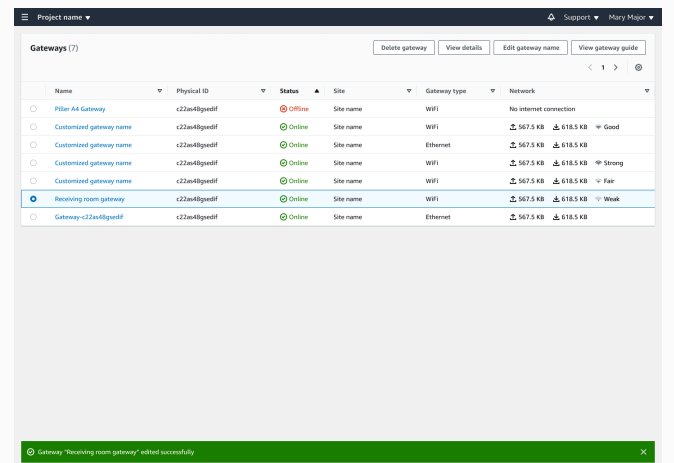 Project name Support Mary Major
Gateways (7) Delete gateway View details Edit gateway name View gateway guide
1
Name Physical ID Status Site Gateway type Network
Piller A4 Gateway c22as48gsedif Offline Site name WiFi No internet connection
Customized gateway name c22as48gsedif Online Site name WiFi 567.5 KB 618.5 KB Good
Customized gateway name c22as48gsedif Online Site name Ethernet 567.5 KB 618.5 KB
Customized gateway name c22as48gsedif Online Site name WiFi 567.5 KB 618.5 KB Strong
Customized gateway name c22as48gsedif Online Site name WiFi 567.5 KB 618.5 KB Fair
Receiving room gateway c22as48gsedif Online Site name WiFi 567.5 KB 618.5 KB Weak
Gateway-c22as48gsedif c22as48gsedif Online Site name Ethernet 567.5 KB 618.5 KB
Gateway "Receiving room gateway" edited successfully